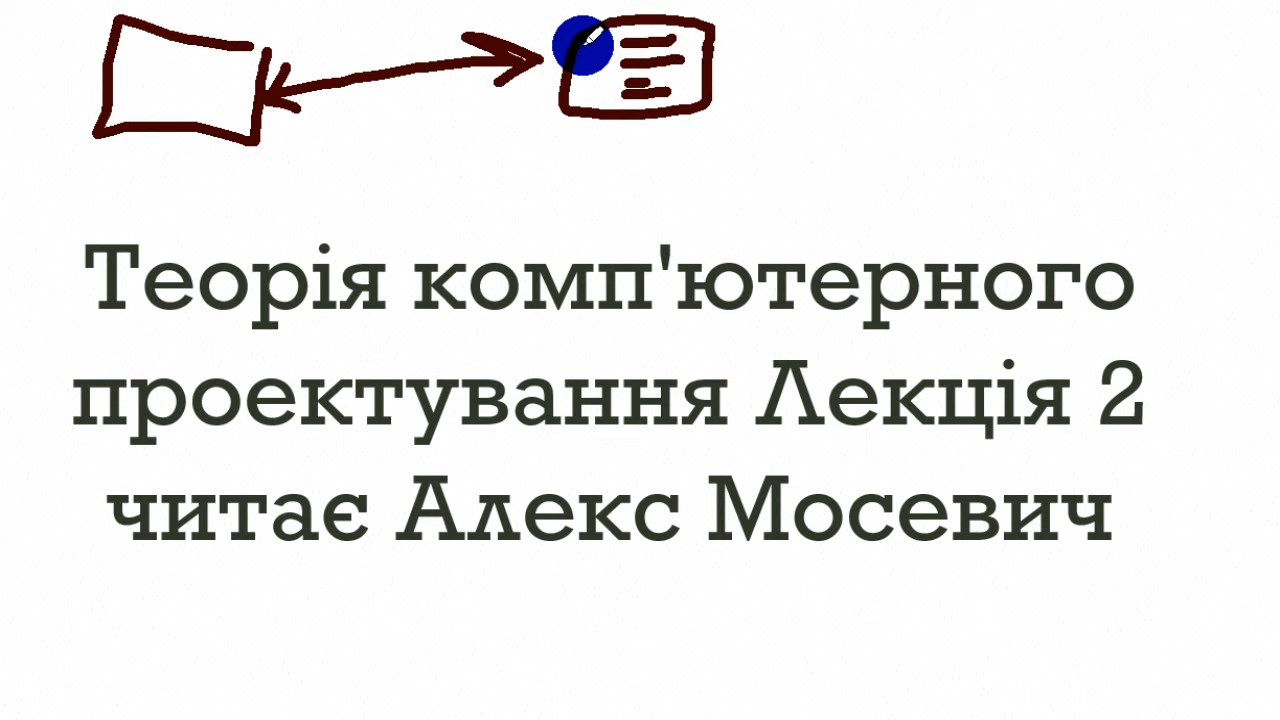 Теорія комп'ютерного
проектування Лекція 2
читає Алекс Мосевич